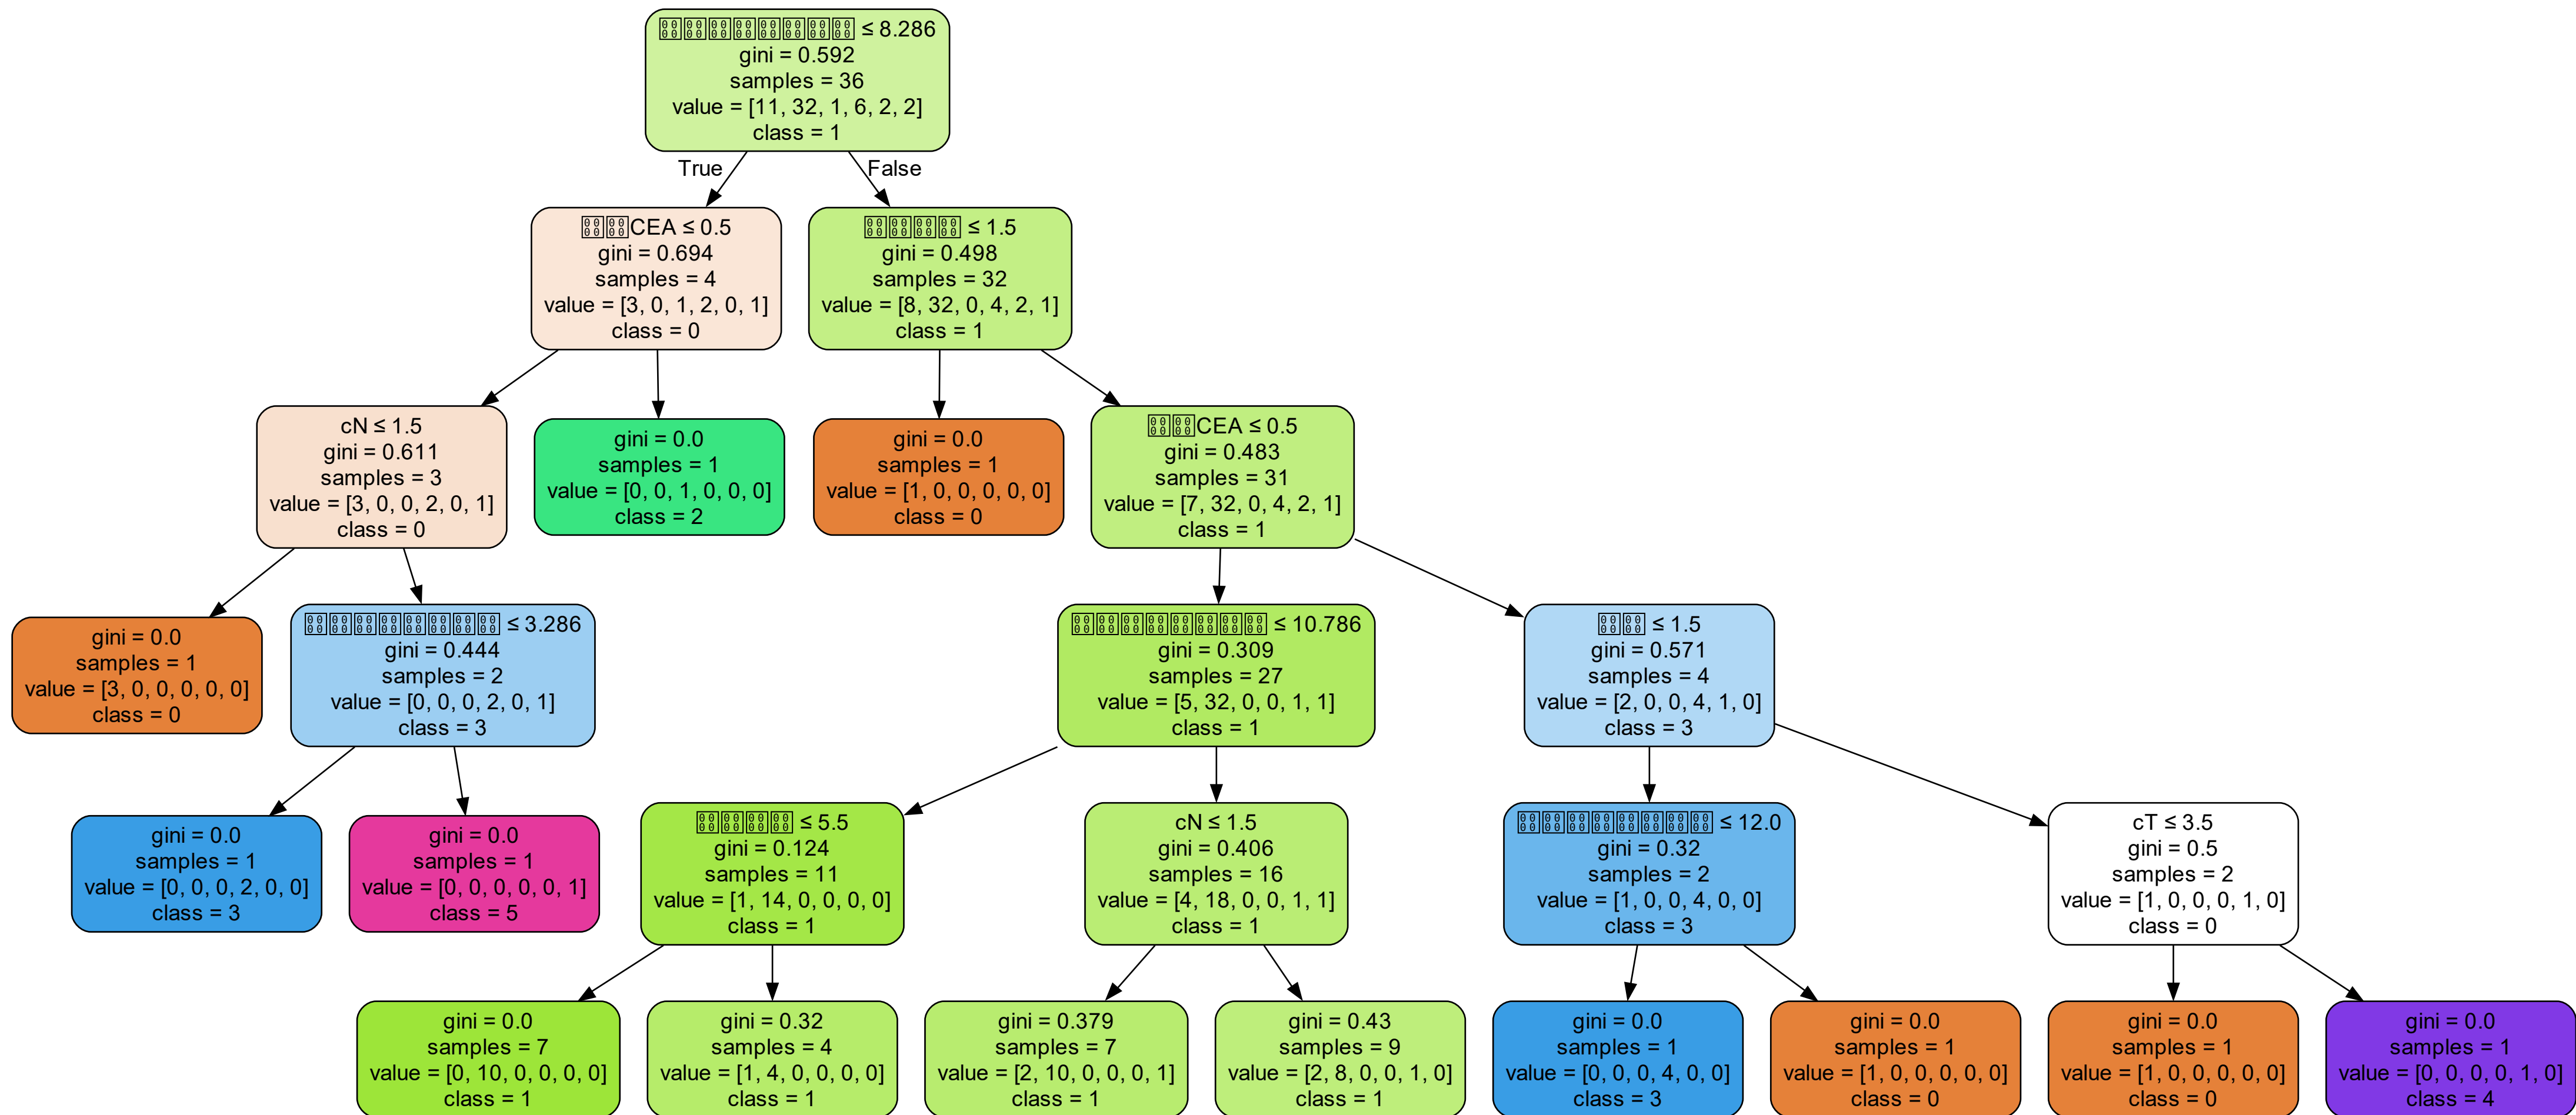 ≤ 8.286
gini = 0.592
samples = 36
value = [11, 32, 1, 6, 2, 2]
class = 1
True
False
CEA ≤ 0.5
gini = 0.694
samples = 4
value = [3, 0, 1, 2, 0, 1]
class = 0
≤ 1.5
gini = 0.498
samples = 32
value = [8, 32, 0, 4, 2, 1]
class = 1
cN ≤ 1.5
gini = 0.611
samples = 3
value = [3, 0, 0, 2, 0, 1]
class = 0
gini = 0.0
samples = 1
value = [0, 0, 1, 0, 0, 0]
class = 2
gini = 0.0
samples = 1
value = [1, 0, 0, 0, 0, 0]
class = 0
CEA ≤ 0.5
gini = 0.483
samples = 31
value = [7, 32, 0, 4, 2, 1]
class = 1
gini = 0.0
samples = 1
value = [3, 0, 0, 0, 0, 0]
class = 0
≤ 3.286
gini = 0.444
samples = 2
value = [0, 0, 0, 2, 0, 1]
class = 3
≤ 10.786
gini = 0.309
samples = 27
value = [5, 32, 0, 0, 1, 1]
class = 1
≤ 1.5
gini = 0.571
samples = 4
value = [2, 0, 0, 4, 1, 0]
class = 3
gini = 0.0
samples = 1
value = [0, 0, 0, 2, 0, 0]
class = 3
gini = 0.0
samples = 1
value = [0, 0, 0, 0, 0, 1]
class = 5
≤ 5.5
gini = 0.124
samples = 11
value = [1, 14, 0, 0, 0, 0]
class = 1
cN ≤ 1.5
gini = 0.406
samples = 16
value = [4, 18, 0, 0, 1, 1]
class = 1
≤ 12.0
gini = 0.32
samples = 2
value = [1, 0, 0, 4, 0, 0]
class = 3
cT ≤ 3.5
gini = 0.5
samples = 2
value = [1, 0, 0, 0, 1, 0]
class = 0
gini = 0.0
samples = 7
value = [0, 10, 0, 0, 0, 0]
class = 1
gini = 0.32
samples = 4
value = [1, 4, 0, 0, 0, 0]
class = 1
gini = 0.379
samples = 7
value = [2, 10, 0, 0, 0, 1]
class = 1
gini = 0.43
samples = 9
value = [2, 8, 0, 0, 1, 0]
class = 1
gini = 0.0
samples = 1
value = [0, 0, 0, 4, 0, 0]
class = 3
gini = 0.0
samples = 1
value = [1, 0, 0, 0, 0, 0]
class = 0
gini = 0.0
samples = 1
value = [1, 0, 0, 0, 0, 0]
class = 0
gini = 0.0
samples = 1
value = [0, 0, 0, 0, 1, 0]
class = 4